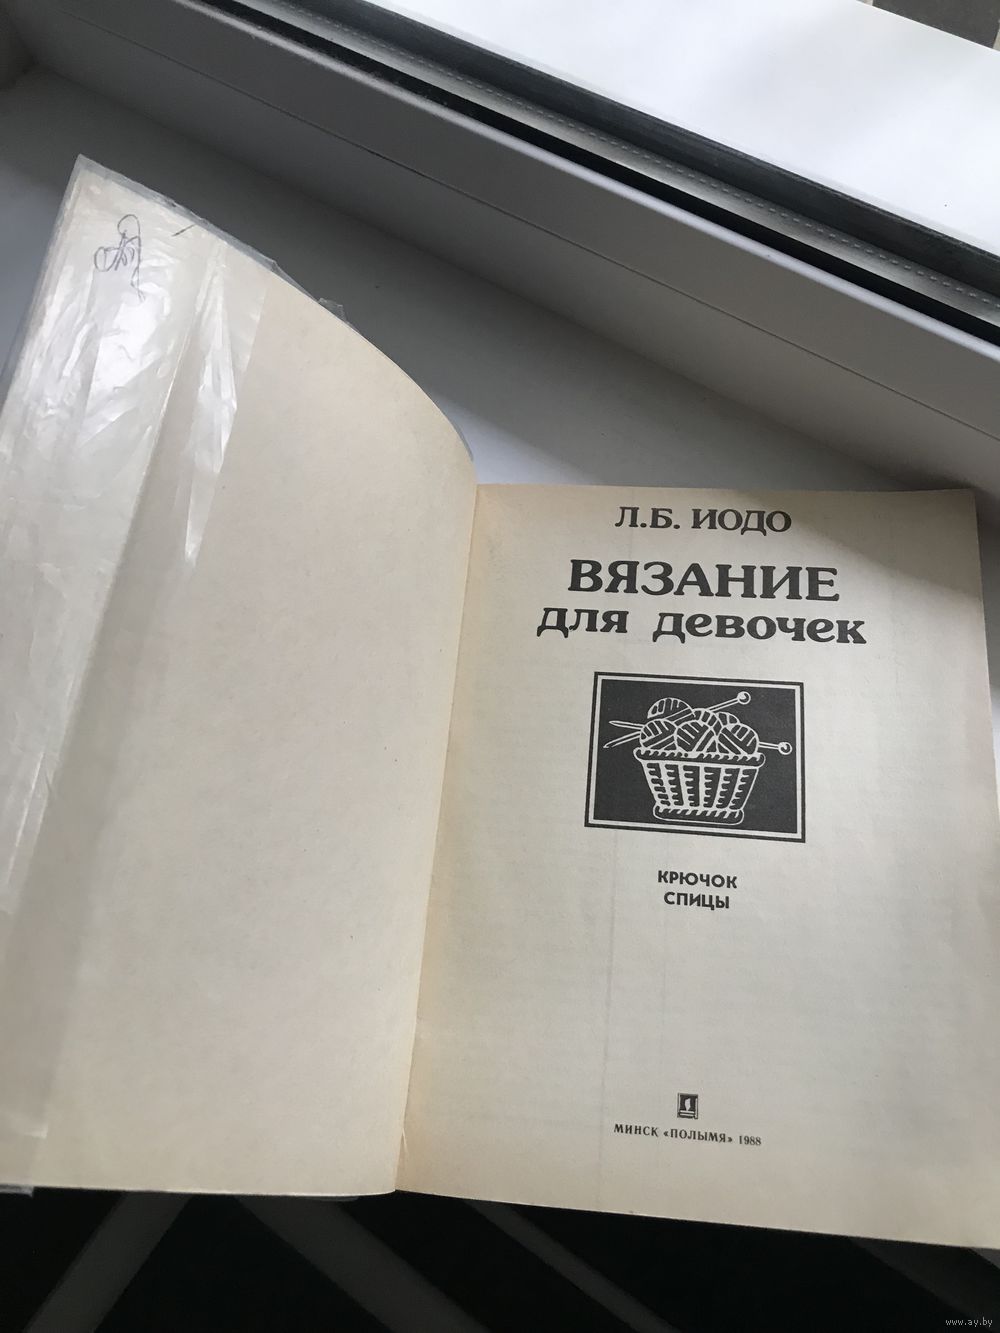 Л.Б. ИОДО
ВЯЗАНИЕ
для девочек
КРЮЧОК
СПИЦЫ
МИНСК «ПОЛЫМЯ» 1988
www.ay.by